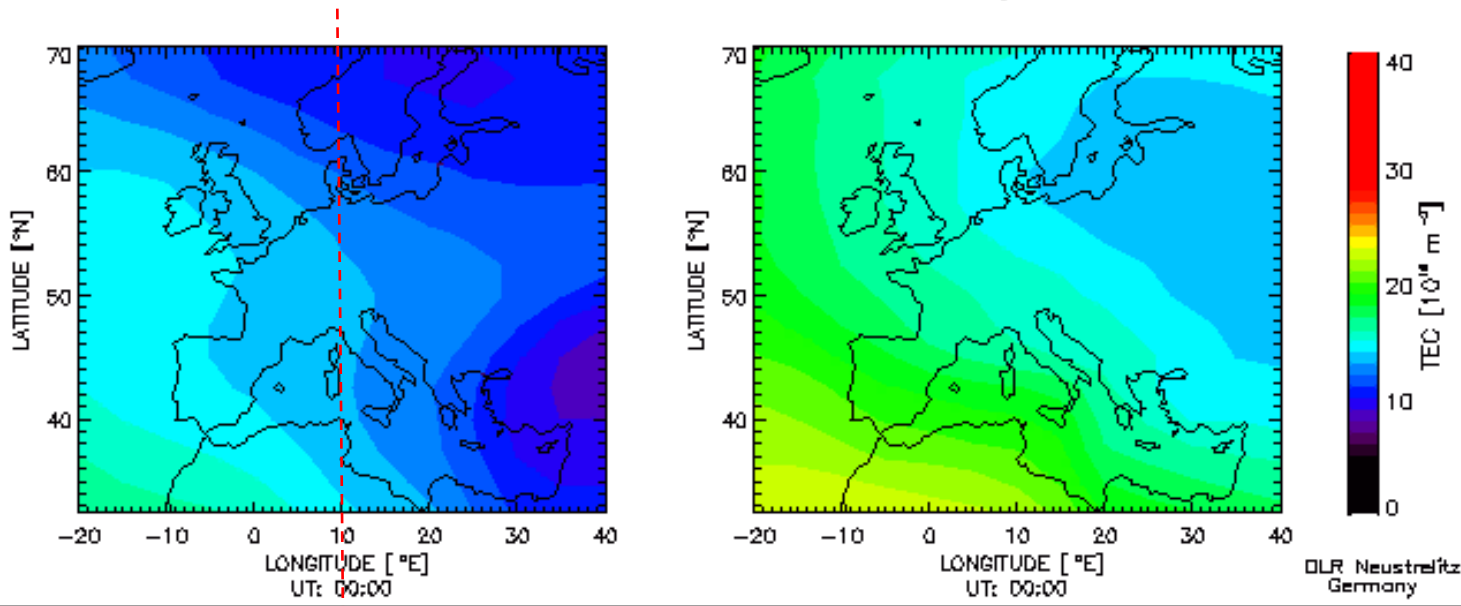 70
60
50
40
LATITUDE [°N]
-20 -10 0 10 20 30 40
LONGITUDE [ °E]
UT: 00:00
70
60
50
40
LATITUDE [°N]
-20 -10 0 10 20 30 40
LONGITUDE [ °E]
UT: 00:00
40
30
20
10
0
TEC [10¹⁶ m⁻²]
DLR Neustrelitz
Germany